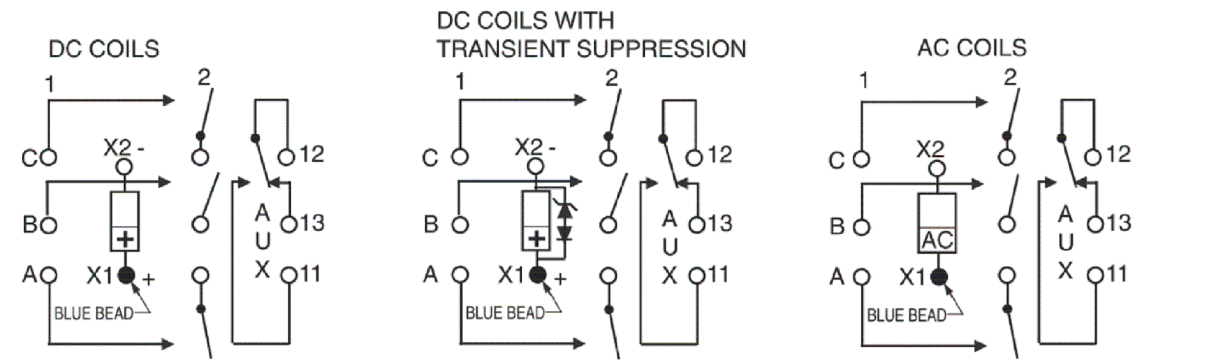 DC COILS
1
2
C
X2 -
12
B
A
U
X
13
+
A
X1
+
11
BLUE BEAD
DC COILS WITH
TRANSIENT SUPPRESSION
1
2
C
X2 -
12
B
A
U
X
13
+
A
X1
+
11
BLUE BEAD
AC COILS
1
2
C
X2
12
B
A
U
X
13
AC
A
X1
11
BLUE BEAD